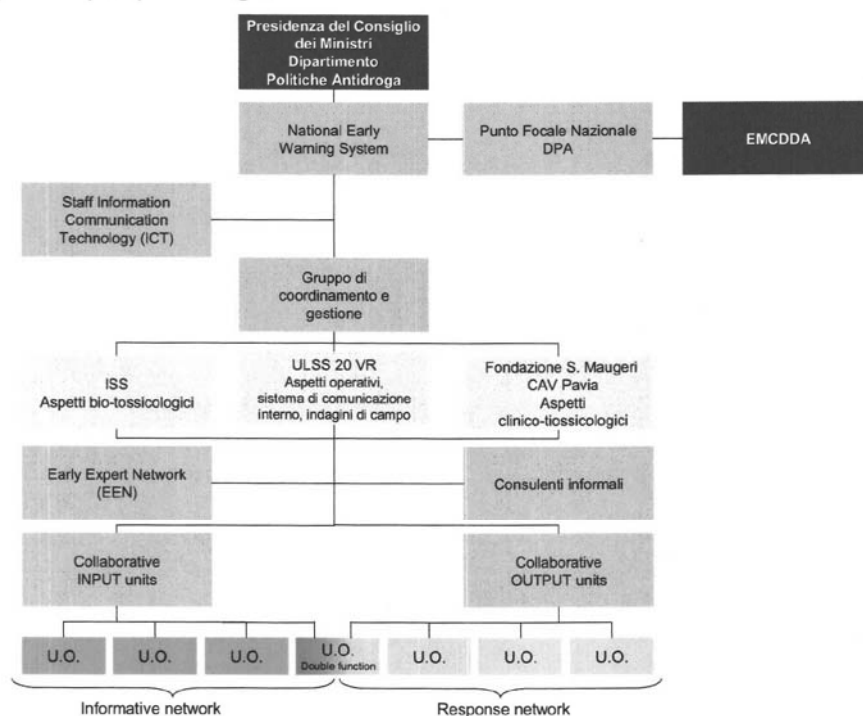 Presidenza del Consiglio
dei Ministri
Dipartimento
Politiche Antidroga
National Early
Warning System
Punto Focale Nazionale
DPA
EMCDDA
Staff Information
Communication
Technology (ICT)
Gruppo di
coordinamento e
gestione
ISS
Aspetti bio-tossicologici
ULSS 20 VR
Aspetti operativi,
sistema di comunicazione
interno, indagini di campo
Fondazione S. Maugeri
CAV Pavia
Aspetti
clinico-tiossicologici
Early Expert Network
(EEN)
Consulenti informali
Collaborative
INPUT units
Collaborative
OUTPUT units
U.O.
U.O.
U.O.
U.O.
Double function
U.O.
U.O.
U.O.
Informative network
Response network